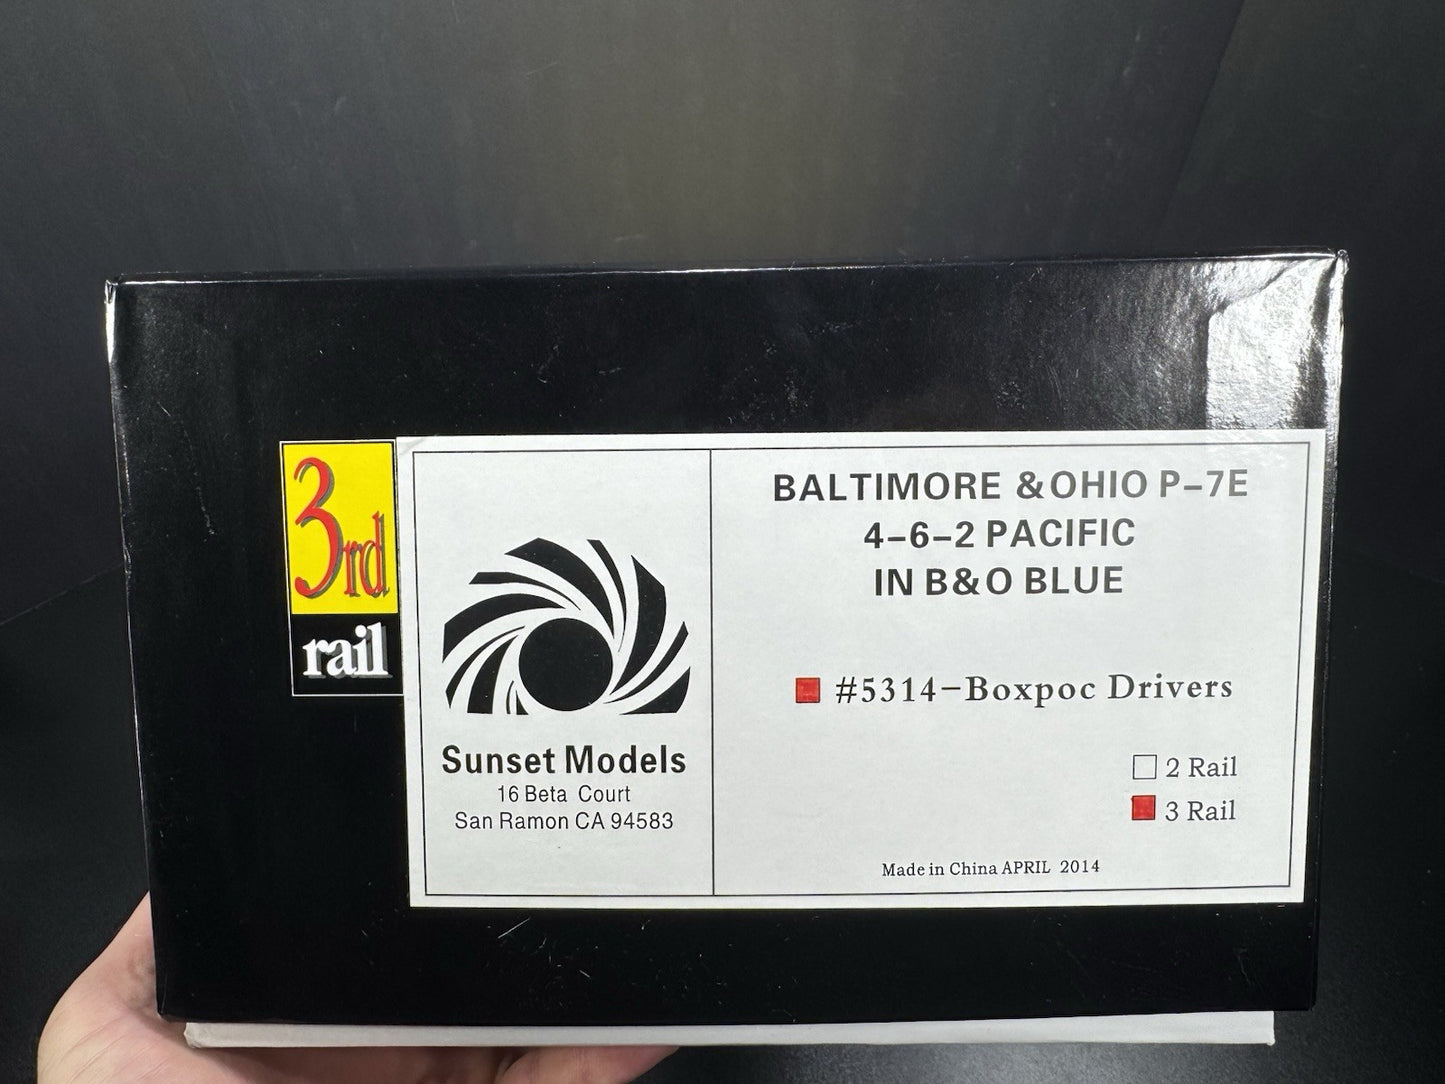 3rd
rail
Sunset Models
16 Beta Court
San Ramon CA 94583
BALTIMORE &OHIO P-7E
4-6-2 PACIFIC
IN B&O BLUE
#5314-Boxpoc Drivers
2 Rail
3 Rail
Made in China APRIL 2014